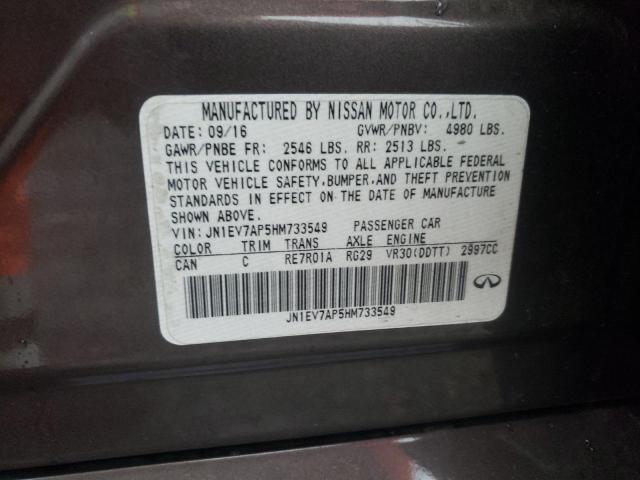 MANUFACTURED BY NISSAN MOTOR CO.,LTD.
DATE: 09/16 GVWR/PNBV: 4980 LBS.
GAWR/PNBE FR: 2546 LBS. RR: 2513 LBS.
THIS VEHICLE CONFORMS TO ALL APPLICABLE FEDERAL
MOTOR VEHICLE SAFETY,BUMPER,AND THEFT PREVENTION
STANDARDS IN EFFECT ON THE DATE OF MANUFACTURE
SHOWN ABOVE.
VIN: JN1EV7AP5HM733549 PASSENGER CAR
COLOR TRIM TRANS AXLE ENGINE
CAN C RE7R01A RG29 VR30(DDTT) 2997CC
JN1EV7AP5HM733549